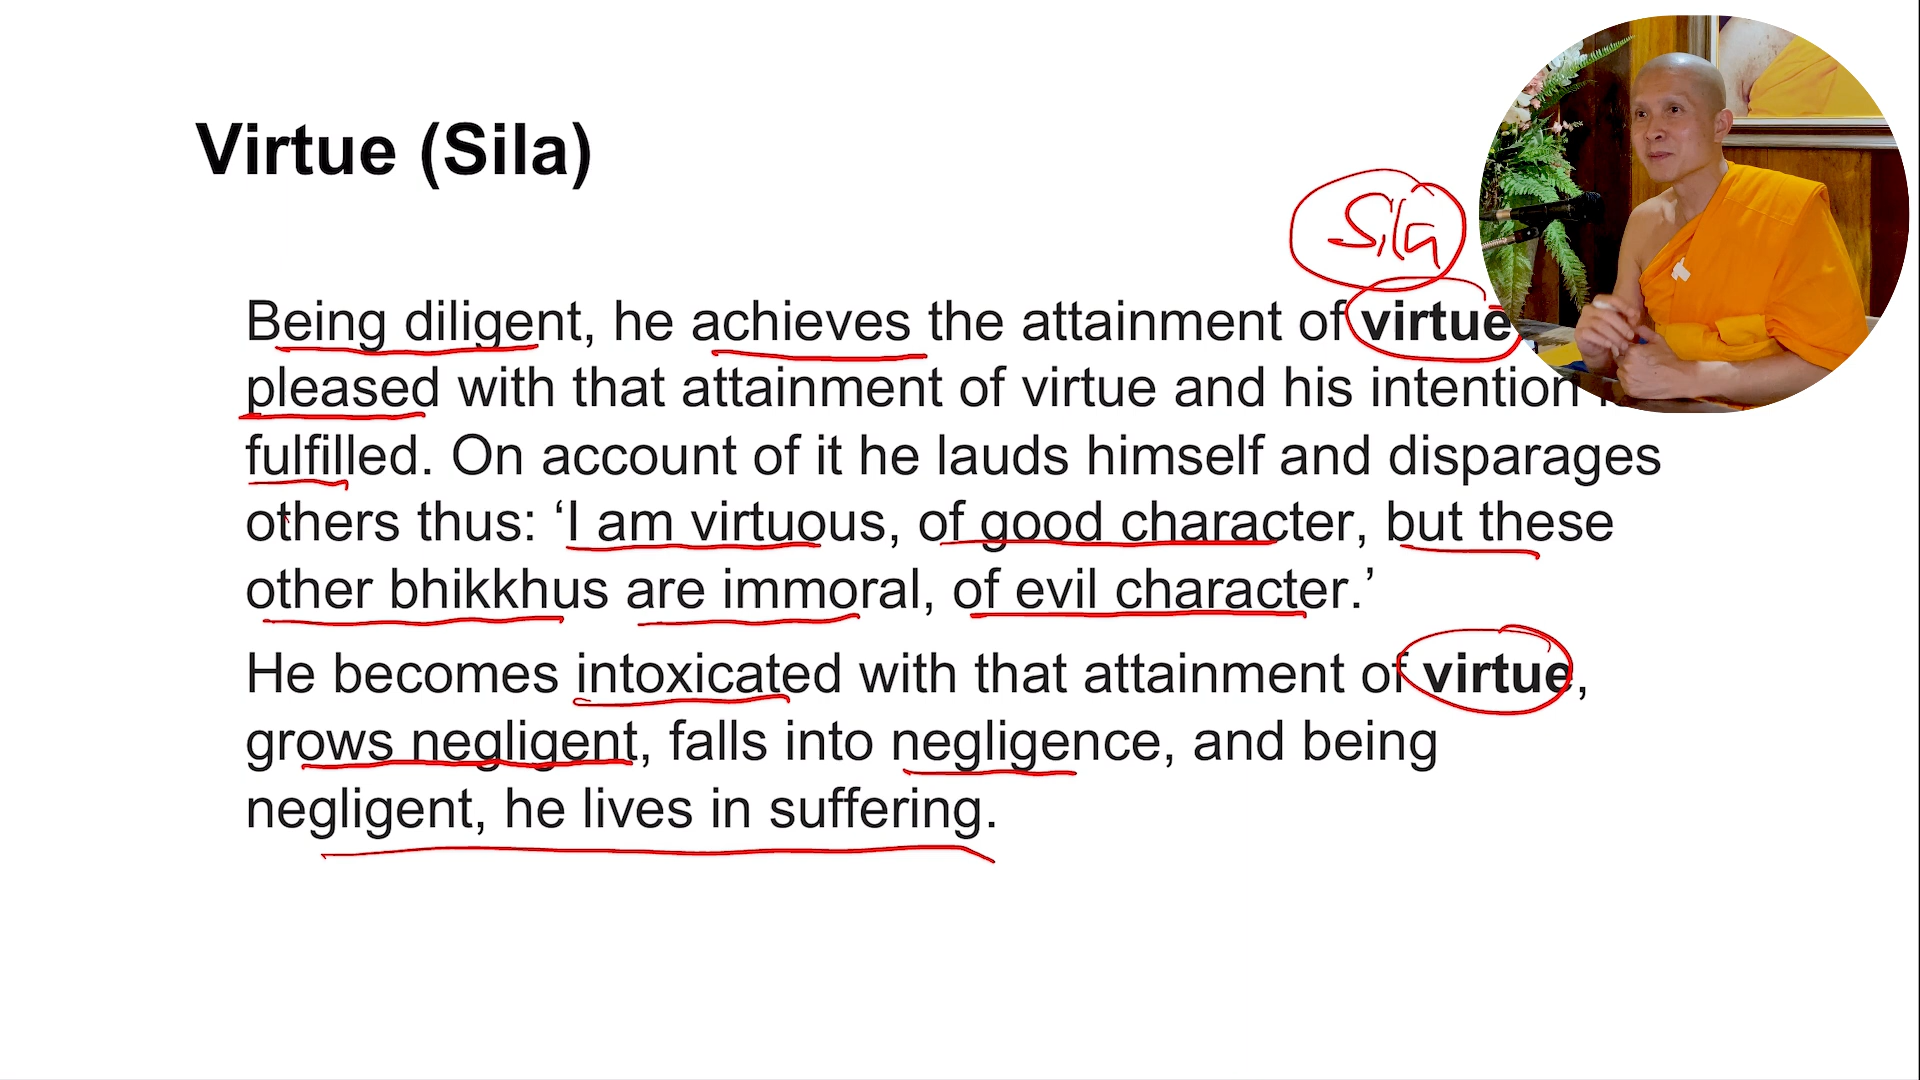 Virtue (Sila)
Sila
Being diligent, he achieves the attainment of virtue
pleased with that attainment of virtue and his intention
fulfilled. On account of it he lauds himself and disparages
others thus: ‘I am virtuous, of good character, but these
other bhikkhus are immoral, of evil character.’
He becomes intoxicated with that attainment of virtue,
grows negligent, falls into negligence, and being
negligent, he lives in suffering.